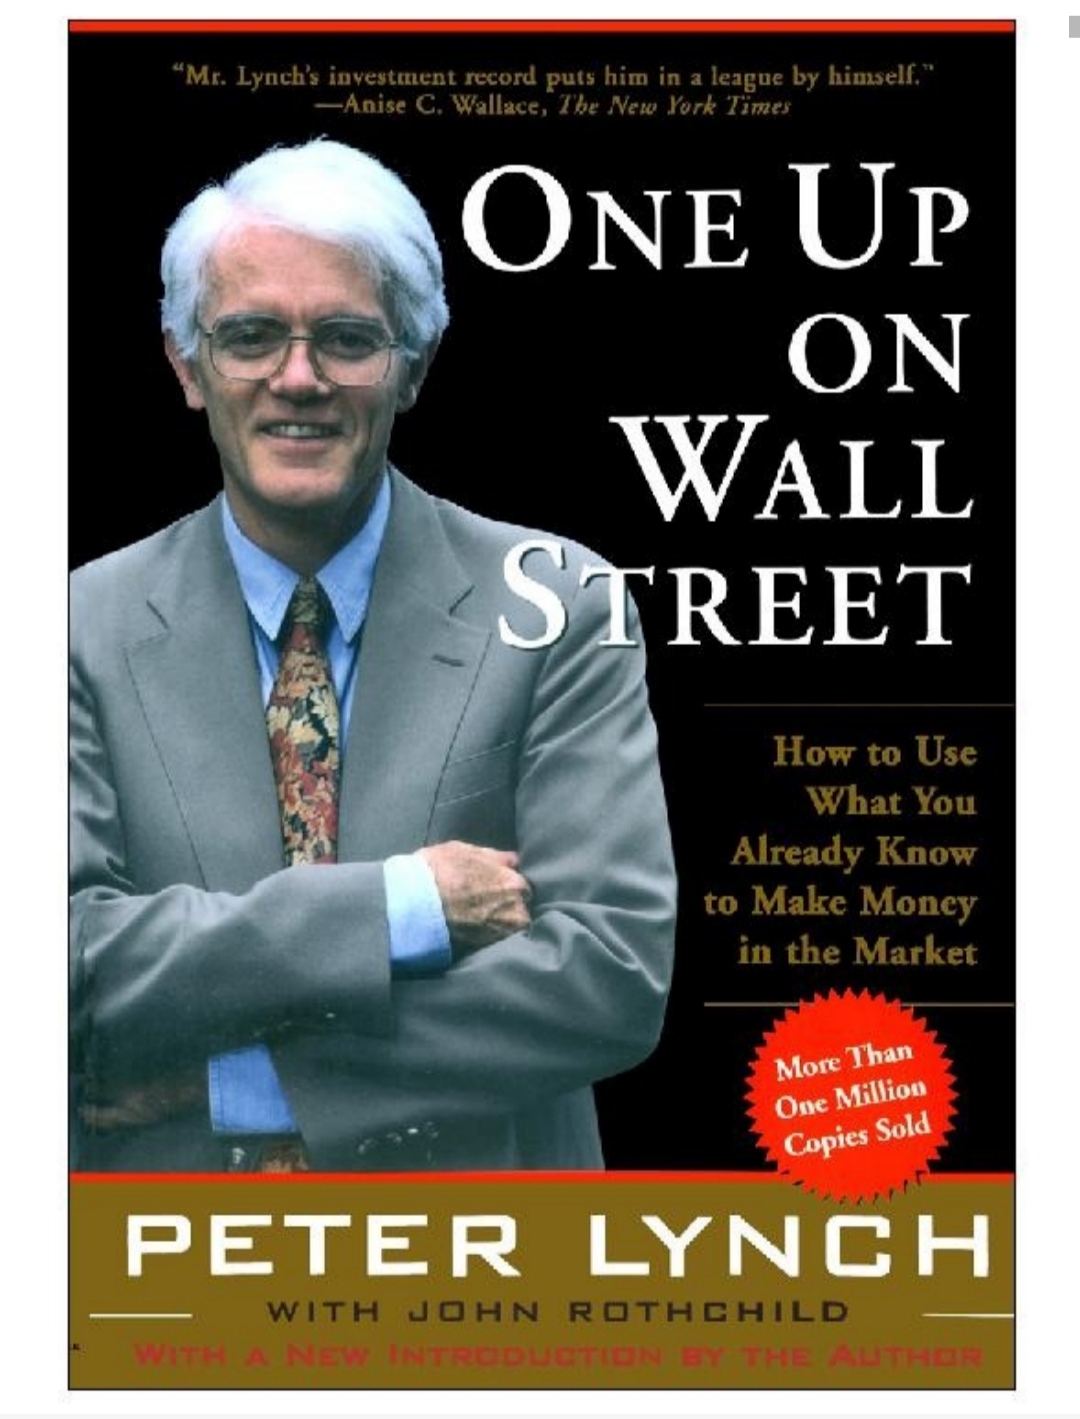 “Mr. Lynch's investment record puts him in a league by himself.”
—Anise C. Wallace, The New York Times
ONE UP
ON
WALL
STREET
How to Use
What You
Already Know
to Make Money
in the Market
More Than
One Million
Copies Sold
PETER LYNCH
WITH JOHN ROTHCHILD
WITH A NEW INTRODUCTION BY THE AUTHOR